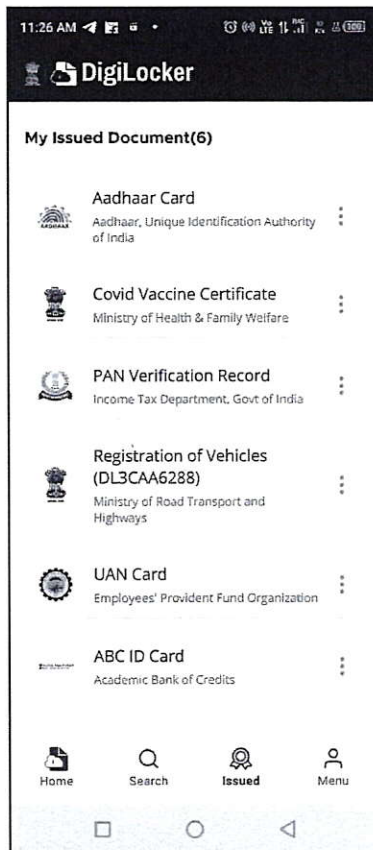 11:26 AM
DigiLocker
My Issued Document(6)
Aadhaar Card
Aadhaar, Unique Identification Authority
of India
AADHAAR
Covid Vaccine Certificate
Ministry of Health & Family Welfare
PAN Verification Record
Income Tax Department, Govt of India
Registration of Vehicles
(DL3CAA6288)
Ministry of Road Transport and
Highways
UAN Card
Employees' Provident Fund Organization
ABC ID Card
Academic Bank of Credits
Home
Search
Issued
Menu